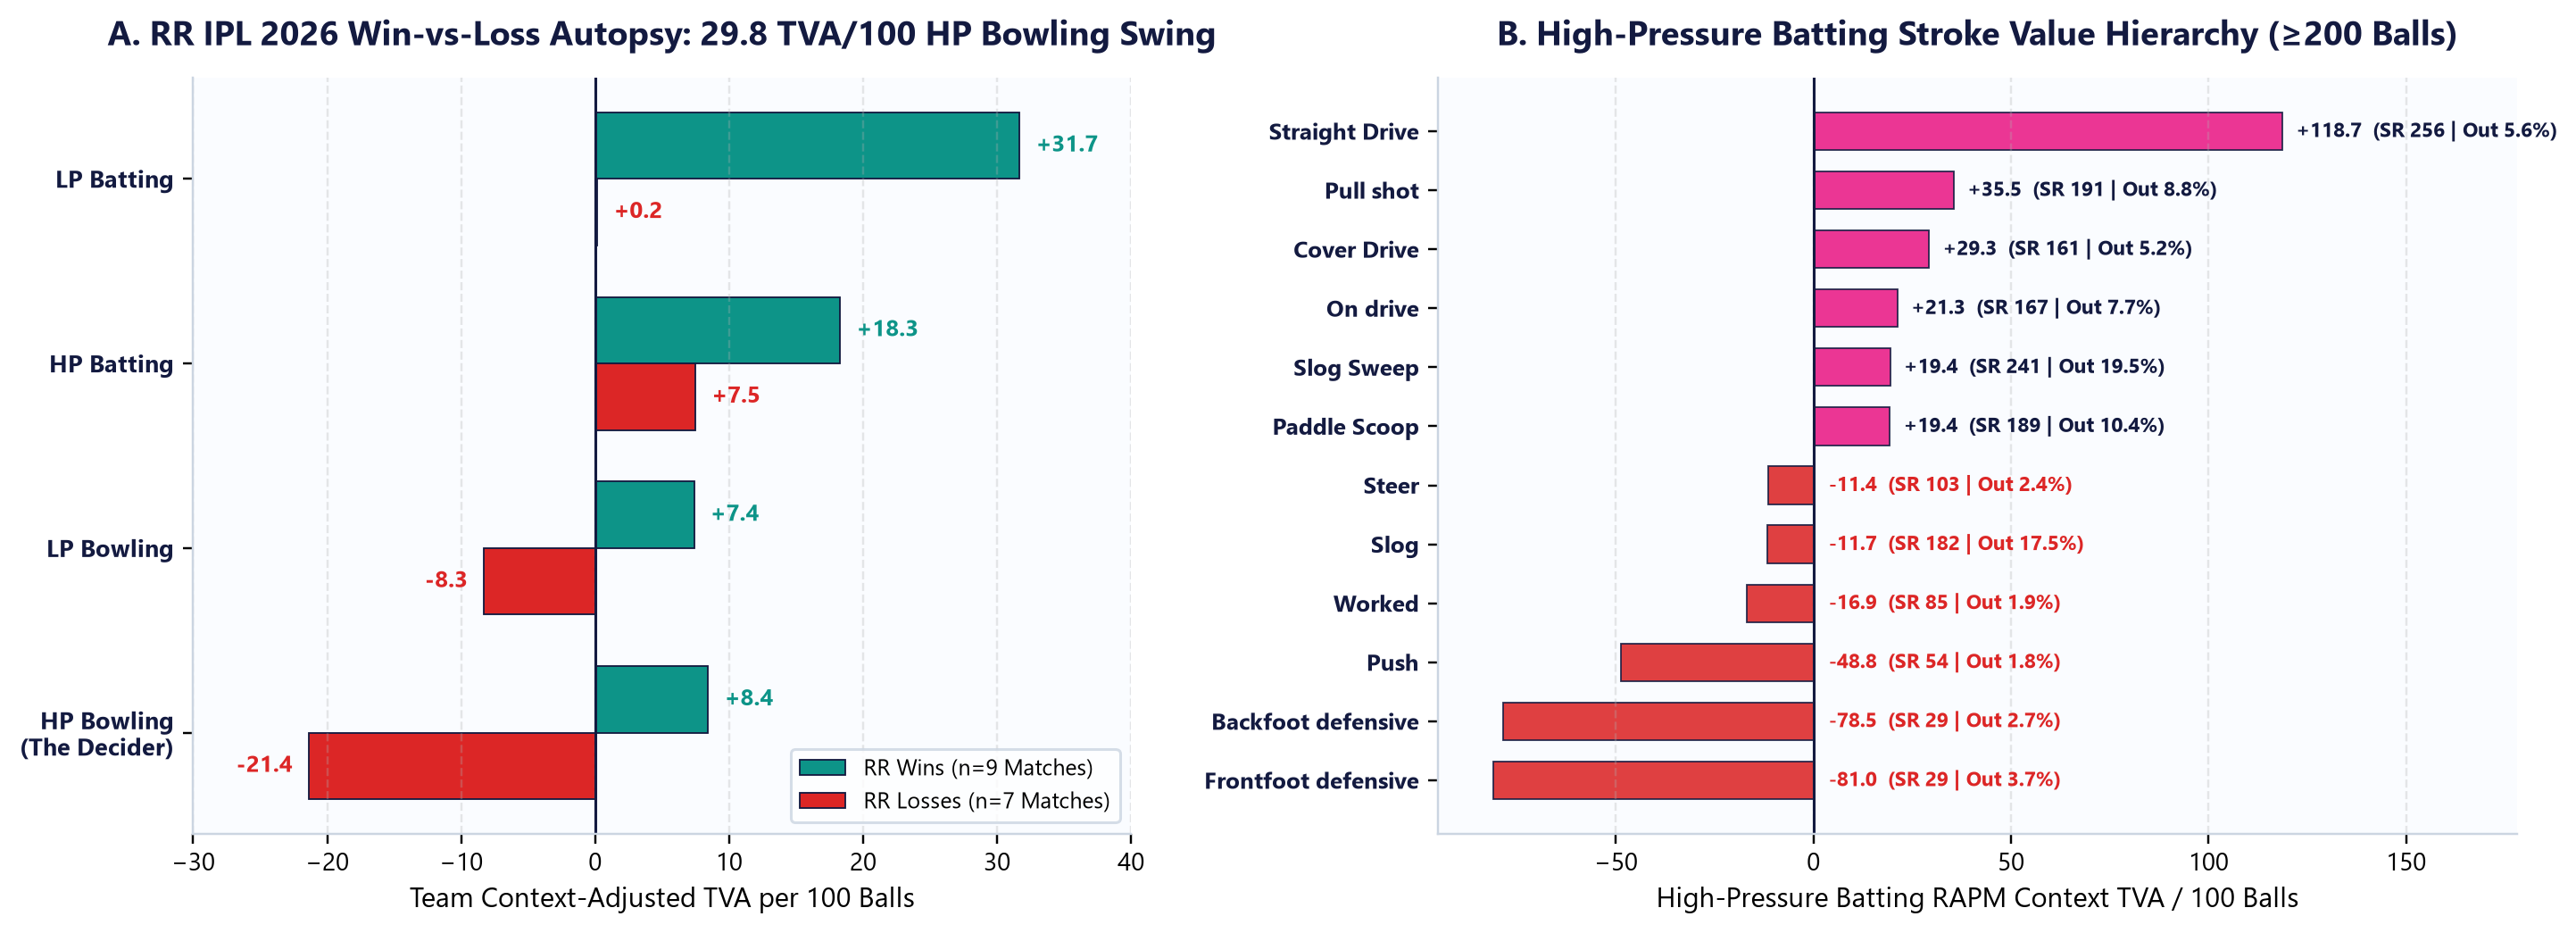 A. RR IPL 2026 Win-vs-Loss Autopsy: 29.8 TVA/100 HP Bowling Swing
LP Batting
+31.7
+0.2
HP Batting
+18.3
+7.5
LP Bowling
+7.4
-8.3
HP Bowling
(The Decider)
+8.4
-21.4
RR Wins (n=9 Matches)
RR Losses (n=7 Matches)
−30 −20 −10 0 10 20 30 40
Team Context-Adjusted TVA per 100 Balls
B. High-Pressure Batting Stroke Value Hierarchy (≥200 Balls)
Straight Drive +118.7 (SR 256 | Out 5.6%)
Pull shot +35.5 (SR 191 | Out 8.8%)
Cover Drive +29.3 (SR 161 | Out 5.2%)
On drive +21.3 (SR 167 | Out 7.7%)
Slog Sweep +19.4 (SR 241 | Out 19.5%)
Paddle Scoop +19.4 (SR 189 | Out 10.4%)
Steer -11.4 (SR 103 | Out 2.4%)
Slog -11.7 (SR 182 | Out 17.5%)
Worked -16.9 (SR 85 | Out 1.9%)
Push -48.8 (SR 54 | Out 1.8%)
Backfoot defensive -78.5 (SR 29 | Out 2.7%)
Frontfoot defensive -81.0 (SR 29 | Out 3.7%)
−50 0 50 100 150
High-Pressure Batting RAPM Context TVA / 100 Balls